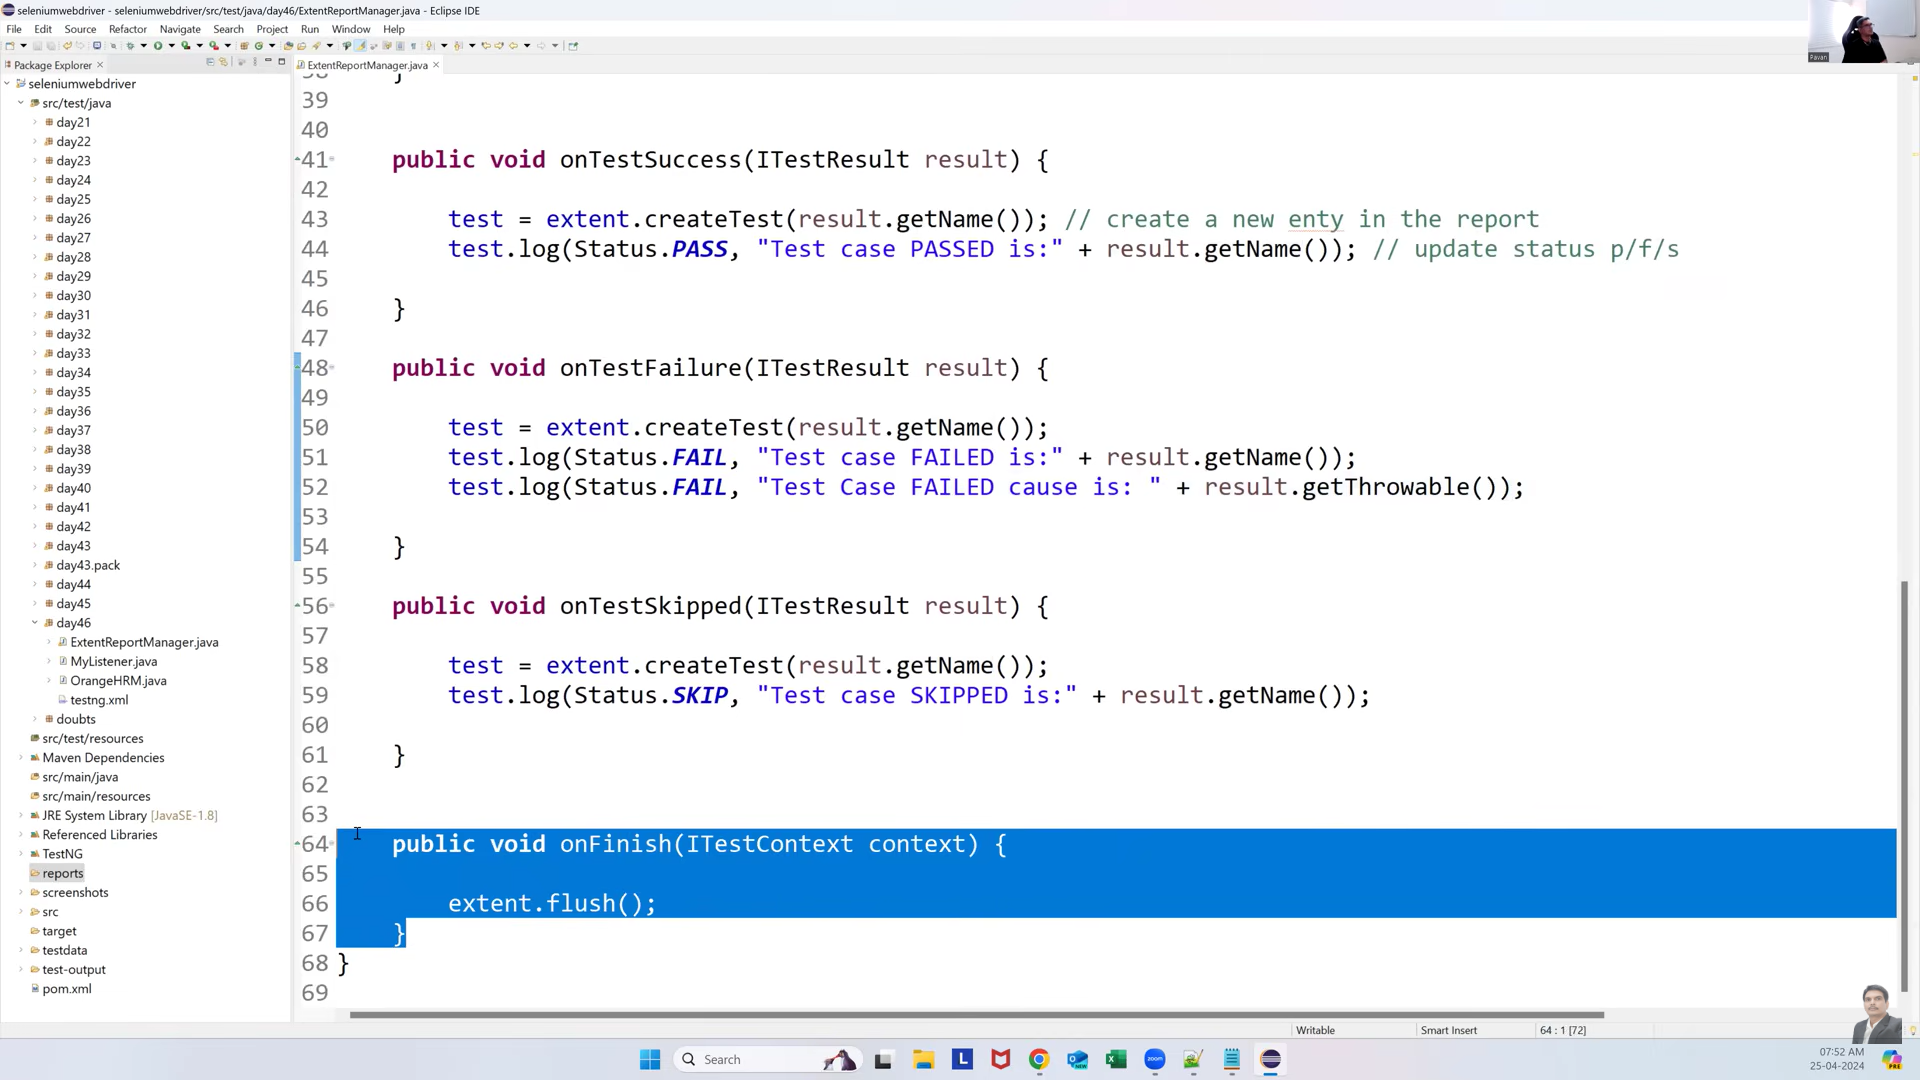 seleniumwebdriver - seleniumwebdriver/src/test/java/day46/ExtentReportManager.java - Eclipse IDE
File Edit Source Refactor Navigate Search Project Run Window Help
Package Explorer
ExtentReportManager.java
seleniumwebdriver
src/test/java
day21
day22
day23
day24
day25
day26
day27
day28
day29
day30
day31
day32
day33
day34
day35
day36
day37
day38
day39
day40
day41
day42
day43
day43.pack
day44
day45
day46
ExtentReportManager.java
MyListener.java
OrangeHRM.java
testng.xml
doubts
src/test/resources
Maven Dependencies
src/main/java
src/main/resources
JRE System Library [JavaSE-1.8]
Referenced Libraries
TestNG
reports
screenshots
src
target
testdata
test-output
pom.xml
38 }
39
40
41 public void onTestSuccess(ITestResult result) {
42
43 test = extent.createTest(result.getName()); // create a new enty in the report
44 test.log(Status.PASS, "Test case PASSED is:" + result.getName()); // update status p/f/s
45
46 }
47
48 public void onTestFailure(ITestResult result) {
49
50 test = extent.createTest(result.getName());
51 test.log(Status.FAIL, "Test case FAILED is:" + result.getName());
52 test.log(Status.FAIL, "Test Case FAILED cause is: " + result.getThrowable());
53
54 }
55
56 public void onTestSkipped(ITestResult result) {
57
58 test = extent.createTest(result.getName());
59 test.log(Status.SKIP, "Test case SKIPPED is:" + result.getName());
60
61 }
62
63
64 public void onFinish(ITestContext context) {
65
66 extent.flush();
67 }
68 }
69
Pavan
Writable Smart Insert 64 : 1 [72]
Search
L
zoom
07:52 AM
25-04-2024
PRE